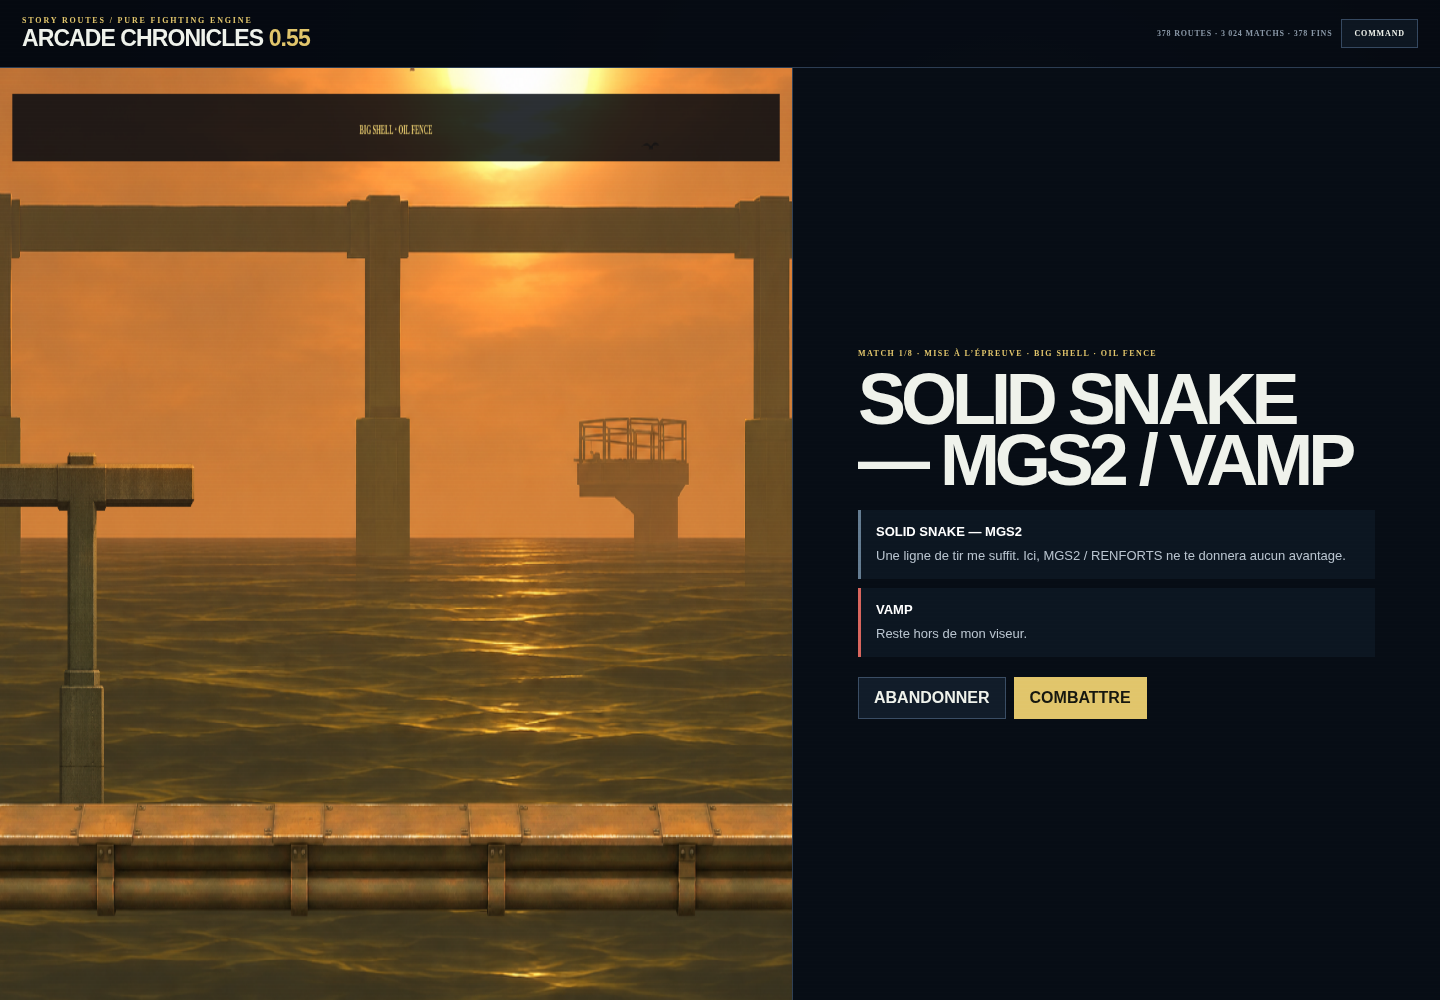 STORY ROUTES / PURE FIGHTING ENGINE
ARCADE CHRONICLES 0.55
378 ROUTES · 3 024 MATCHS · 378 FINS
COMMAND
BIG SHELL · OIL FENCE
MATCH 1/8 · MISE À L'ÉPREUVE · BIG SHELL · OIL FENCE
SOLID SNAKE
— MGS2 / VAMP
SOLID SNAKE — MGS2
Une ligne de tir me suffit. Ici, MGS2 / RENFORTS ne te donnera aucun avantage.
VAMP
Reste hors de mon viseur.
ABANDONNER
COMBATTRE